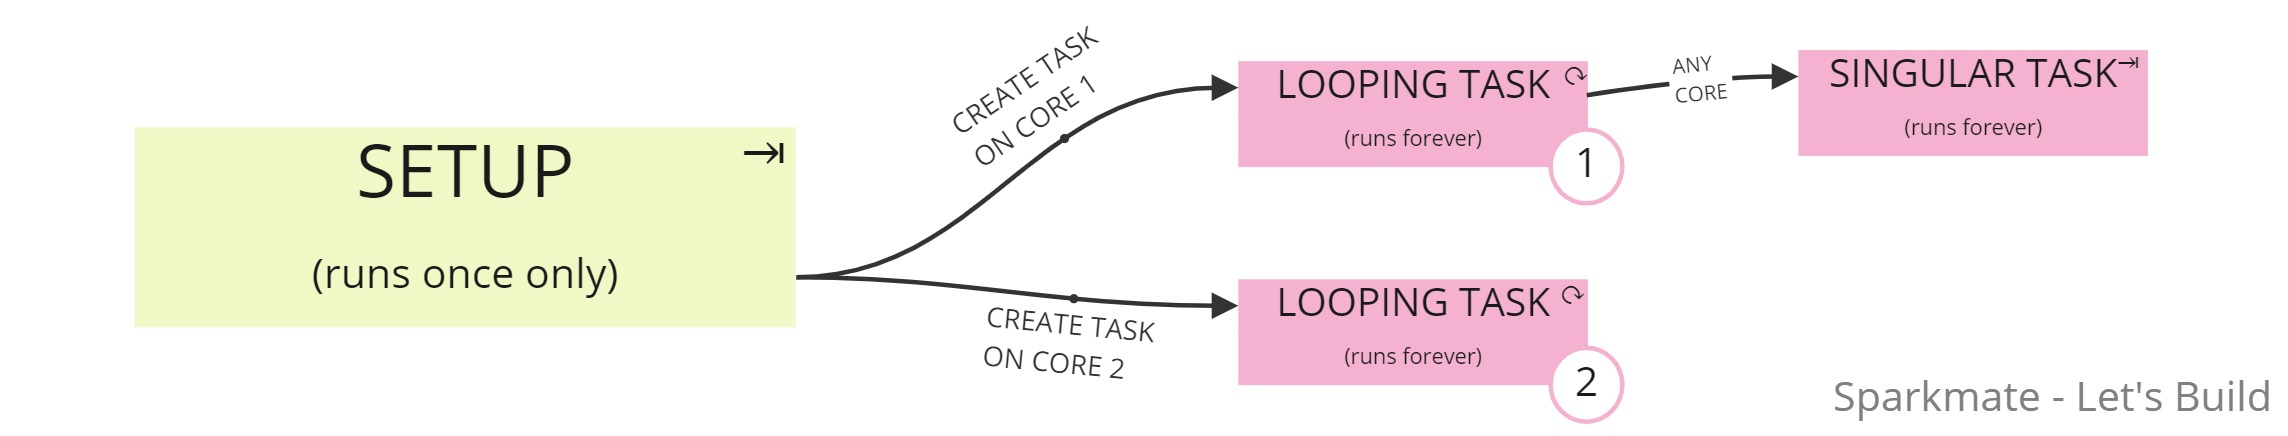 SETUP
(runs once only)
CREATE TASK
ON CORE 1
LOOPING TASK
(runs forever)
1
ANY
CORE
SINGULAR TASK
(runs forever)
CREATE TASK
ON CORE 2
LOOPING TASK
(runs forever)
2
Sparkmate - Let's Build